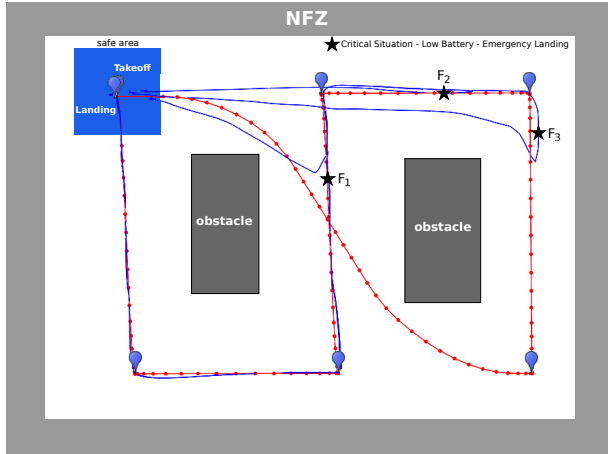 NFZ
safe area
Critical Situation - Low Battery - Emergency Landing
Takeoff
Landing
F2
F3
F1
obstacle
obstacle